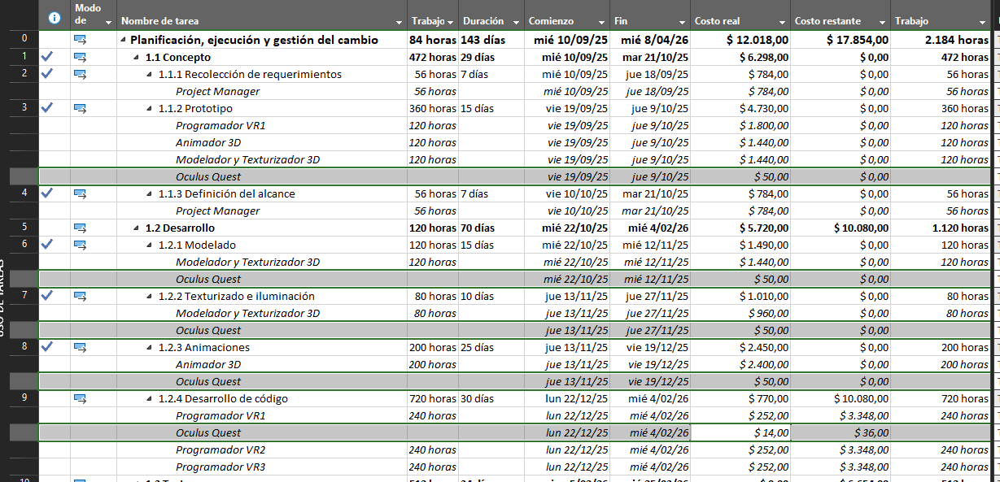 Modo de Nombre de tarea Trabajo Duración Comienzo Fin Costo real Costo restante Trabajo
0 Planificación, ejecución y gestión del cambio 84 horas 143 días mié 10/09/25 mié 8/04/26 $ 12.018,00 $ 17.854,00 2.184 horas
1 1.1 Concepto 472 horas 29 días mié 10/09/25 mar 21/10/25 $ 6.298,00 $ 0,00 472 horas
2 1.1.1 Recolección de requerimientos 56 horas 7 días mié 10/09/25 jue 18/09/25 $ 784,00 $ 0,00 56 horas
Project Manager 56 horas mié 10/09/25 jue 18/09/25 $ 784,00 $ 0,00 56 horas
3 1.1.2 Prototipo 360 horas 15 días vie 19/09/25 jue 9/10/25 $ 4.730,00 $ 0,00 360 horas
Programador VR1 120 horas vie 19/09/25 jue 9/10/25 $ 1.800,00 $ 0,00 120 horas
Animador 3D 120 horas vie 19/09/25 jue 9/10/25 $ 1.440,00 $ 0,00 120 horas
Modelador y Texturizador 3D 120 horas vie 19/09/25 jue 9/10/25 $ 1.440,00 $ 0,00 120 horas
Oculus Quest vie 19/09/25 jue 9/10/25 $ 50,00 $ 0,00
4 1.1.3 Definición del alcance 56 horas 7 días vie 10/10/25 mar 21/10/25 $ 784,00 $ 0,00 56 horas
Project Manager 56 horas vie 10/10/25 mar 21/10/25 $ 784,00 $ 0,00 56 horas
5 1.2 Desarrollo 120 horas 70 días mié 22/10/25 mié 4/02/26 $ 5.720,00 $ 10.080,00 1.120 horas
6 1.2.1 Modelado 120 horas 15 días mié 22/10/25 mié 12/11/25 $ 1.490,00 $ 0,00 120 horas
Modelador y Texturizador 3D 120 horas mié 22/10/25 mié 12/11/25 $ 1.440,00 $ 0,00 120 horas
Oculus Quest mié 22/10/25 mié 12/11/25 $ 50,00 $ 0,00
7 1.2.2 Texturizado e iluminación 80 horas 10 días jue 13/11/25 jue 27/11/25 $ 1.010,00 $ 0,00 80 horas
Modelador y Texturizador 3D 80 horas jue 13/11/25 jue 27/11/25 $ 960,00 $ 0,00 80 horas
Oculus Quest jue 13/11/25 jue 27/11/25 $ 50,00 $ 0,00
8 1.2.3 Animaciones 200 horas 25 días jue 13/11/25 vie 19/12/25 $ 2.450,00 $ 0,00 200 horas
Animador 3D 200 horas jue 13/11/25 vie 19/12/25 $ 2.400,00 $ 0,00 200 horas
Oculus Quest jue 13/11/25 vie 19/12/25 $ 50,00 $ 0,00
9 1.2.4 Desarrollo de código 720 horas 30 días lun 22/12/25 mié 4/02/26 $ 770,00 $ 10.080,00 720 horas
Programador VR1 240 horas lun 22/12/25 mié 4/02/26 $ 252,00 $ 3.348,00 240 horas
Oculus Quest lun 22/12/25 mié 4/02/26 $ 14,00 $ 36,00
Programador VR2 240 horas lun 22/12/25 mié 4/02/26 $ 252,00 $ 3.348,00 240 horas
Programador VR3 240 horas lun 22/12/25 mié 4/02/26 $ 252,00 $ 3.348,00 240 horas